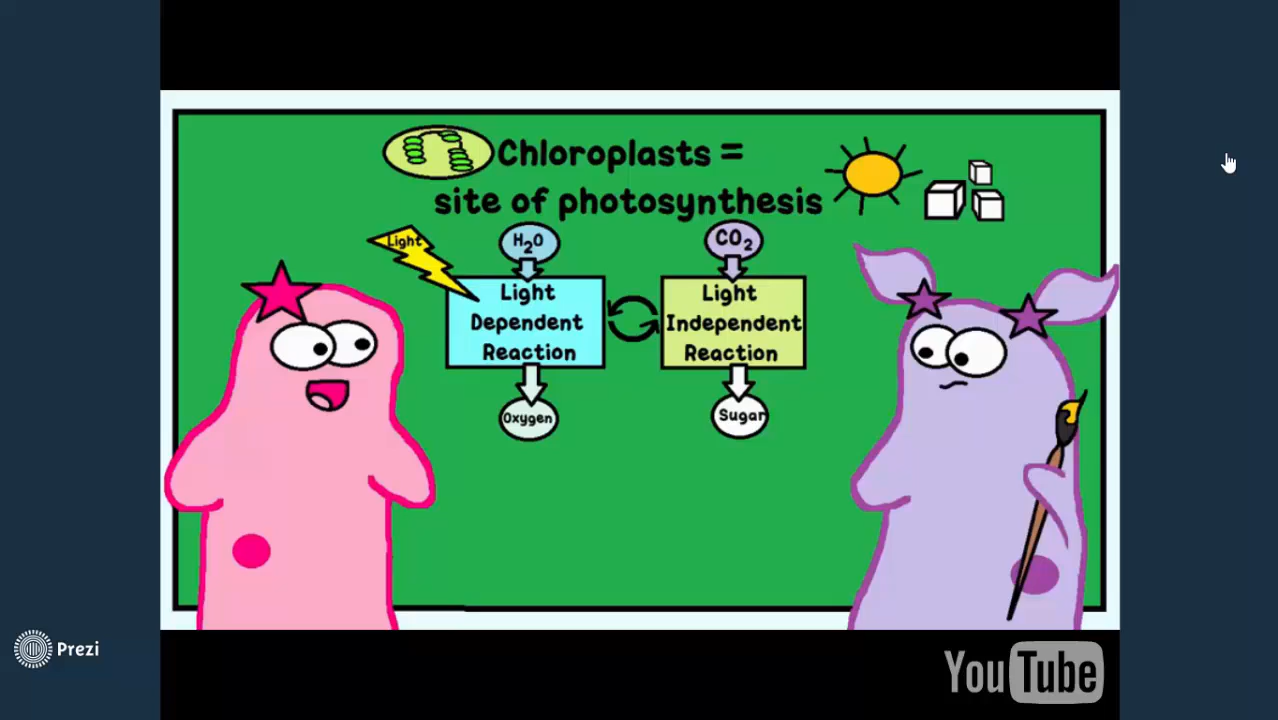 Chloroplasts =
site of photosynthesis
Light
H₂O
CO₂
Light
Dependent
Reaction
Light
Independent
Reaction
Oxygen
Sugar
Prezi
YouTube